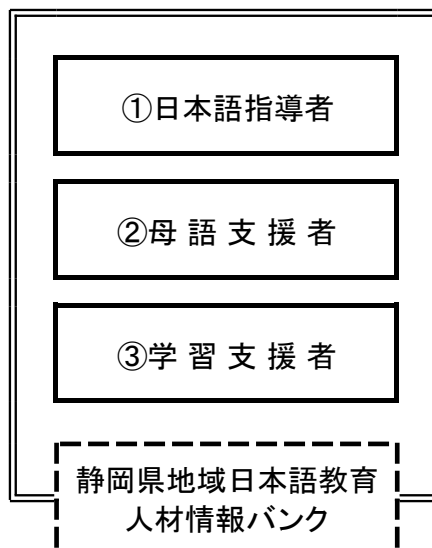 ①日本語指導者
②母 語 支 援 者
③学 習 支 援 者
静岡県地域日本語教育
人材情報バンク